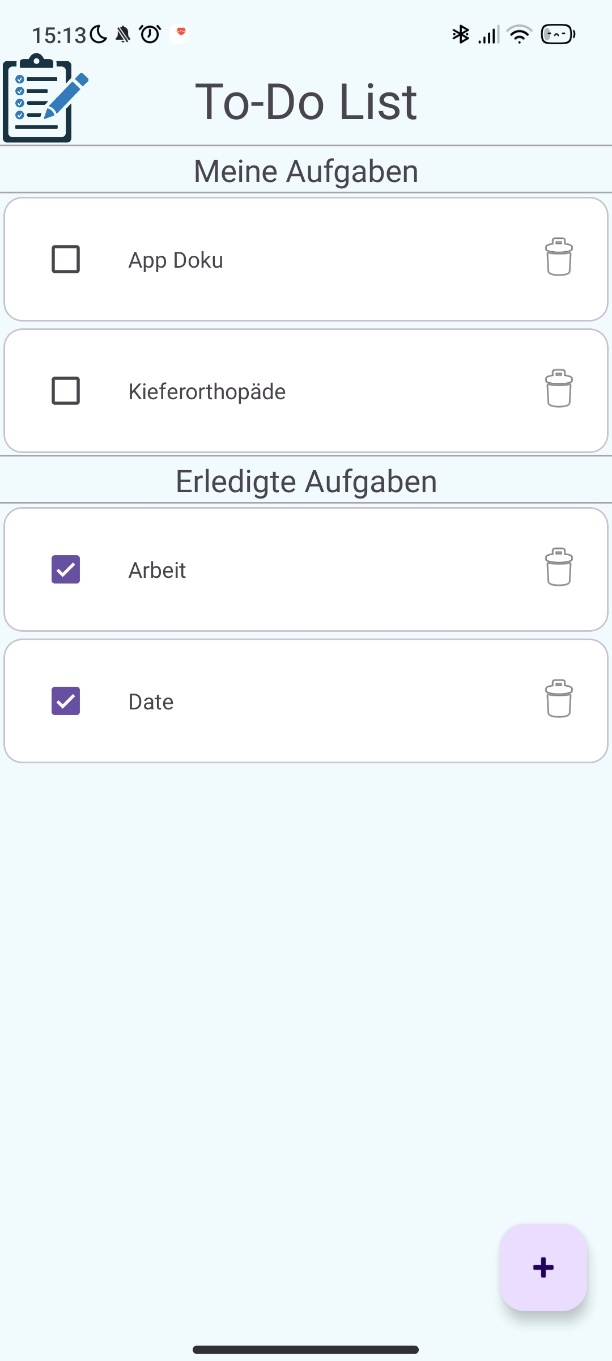 15:13
To-Do List
Meine Aufgaben
App Doku
Kieferorthopäde
Erledigte Aufgaben
Arbeit
Date
+